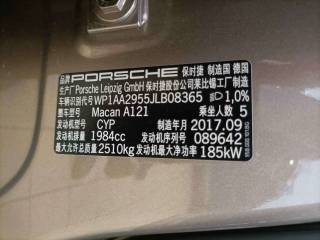 品牌 PORSCHE 保时捷 制造国 德国
生产厂 Porsche Leipzig GmbH 保时捷股份公司莱比锡工厂制造
车辆识别代号 WP1AA2955JLB08365 1,0%
整车型号 Macan A121 乘坐人数 5
发动机型号 CYP 制造年月 2017.09
发动机排量 1984cc 发动机号 089642
最大允许总质量 2510kg 发动机最大净功率 185kW